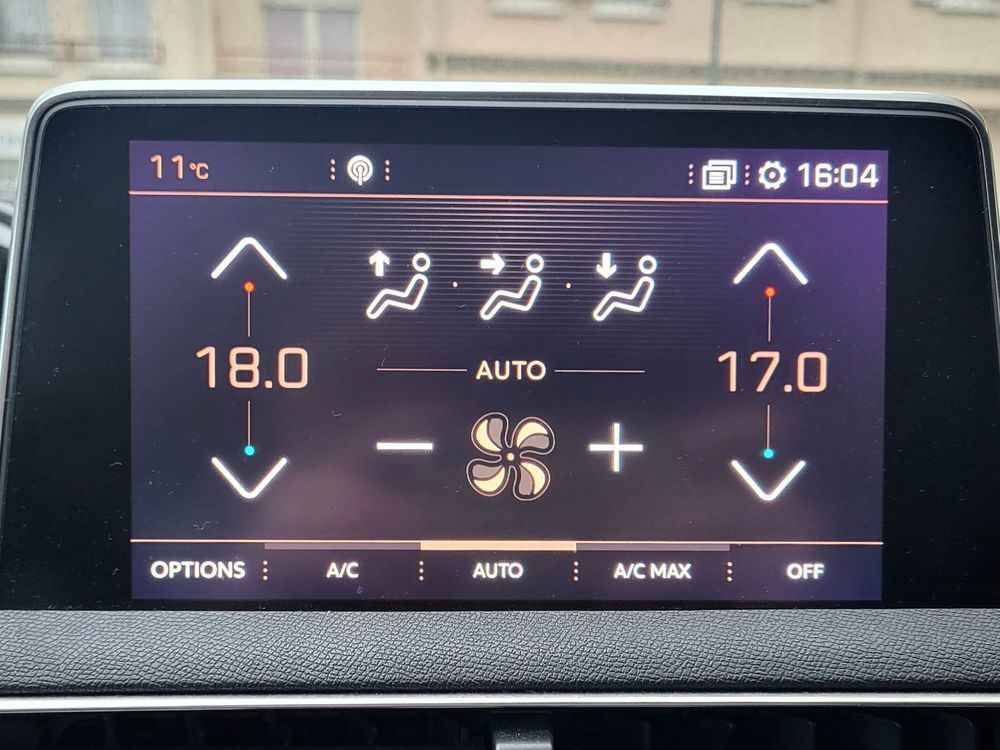 11°C
16:04
18.0
AUTO
17.0
OPTIONS
A/C
AUTO
A/C MAX
OFF